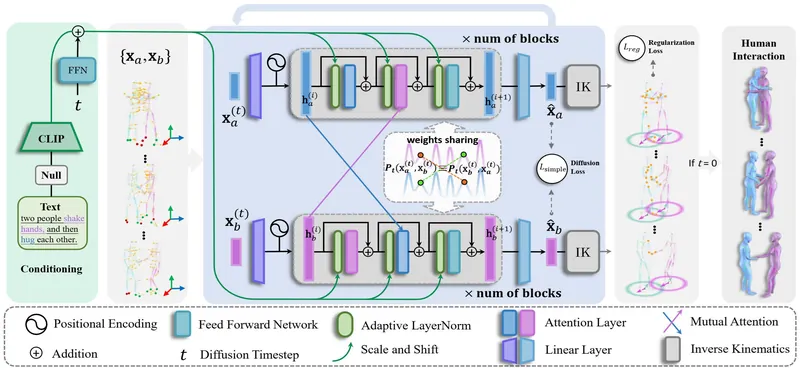 × num of blocks
Human
Interaction
Regularization
Loss
L_reg
FFN
{x_a, x_b}
t
h_a^(i)
h_a^(i+1)
IK
x_a^(t)
x̂_a
CLIP
weights sharing
P_t(x_a^(t), x_b^(t)) = P_t(x_b^(t), x_a^(t))
L_simple
Diffusion
Loss
If t = 0
Null
Text
two people shake
hands, and then
hug each other.
x_b^(t)
h_b^(i)
h_b^(i+1)
x̂_b
IK
Conditioning
× num of blocks
Positional Encoding
Feed Forward Network
Adaptive LayerNorm
Attention Layer
Mutual Attention
Addition
t
Diffusion Timestep
Scale and Shift
Linear Layer
Inverse Kinematics